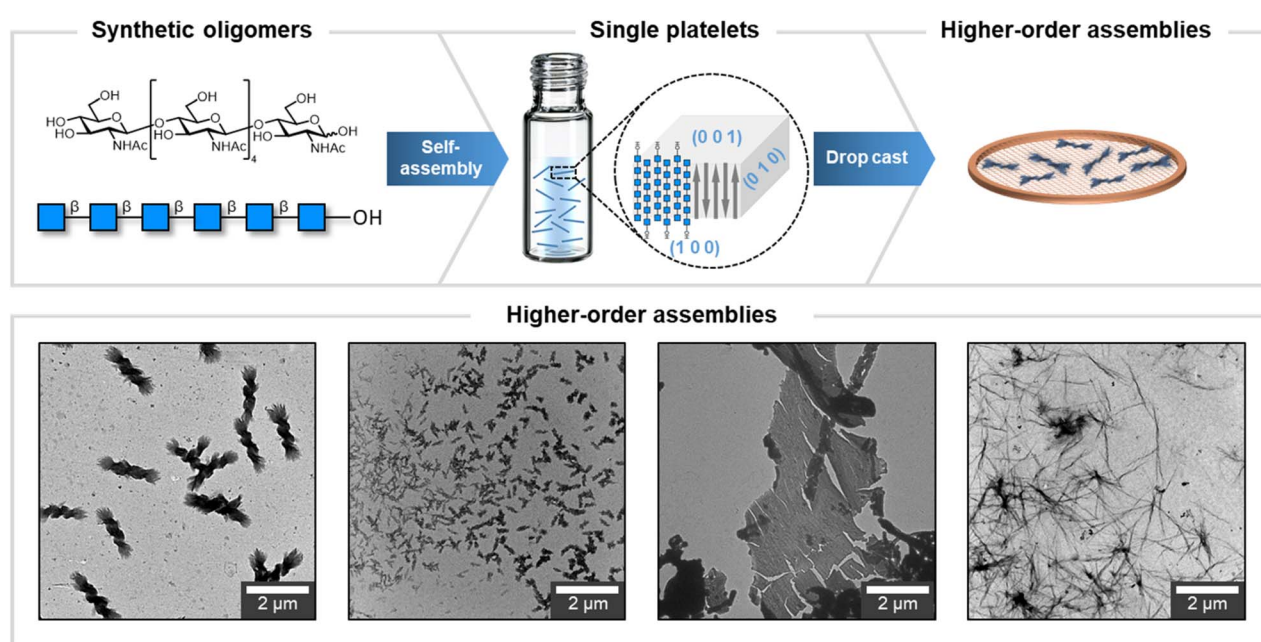 Synthetic oligomers
Single platelets
Higher-order assemblies
OH
OH
OH
HO
HO
NHAc
O
O
HO
NHAc
4
O
O
HO
NHAc
OH
β
β
β
β
β
OH
Self-
assembly
(0 0 1)
(0 1 0)
(1 0 0)
Drop cast
Higher-order assemblies
2 µm
2 µm
2 µm
2 µm